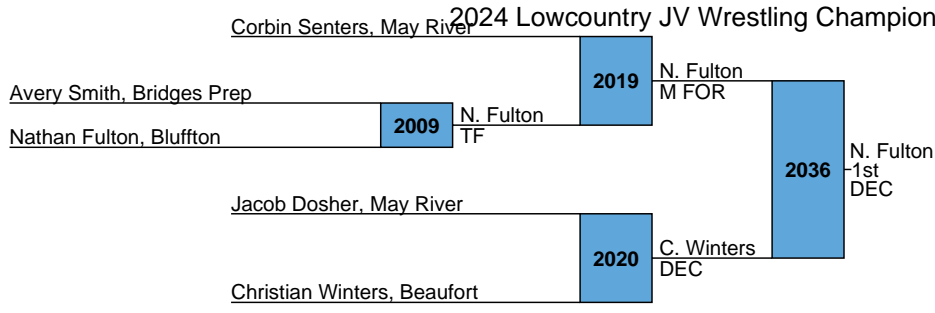 2024 Lowcountry JV Wrestling Champion
Corbin Senters, May River
2019
N. Fulton
M FOR
Avery Smith, Bridges Prep
2009
N. Fulton
TF
Nathan Fulton, Bluffton
2036
N. Fulton
1st
DEC
Jacob Dosher, May River
2020
C. Winters
DEC
Christian Winters, Beaufort